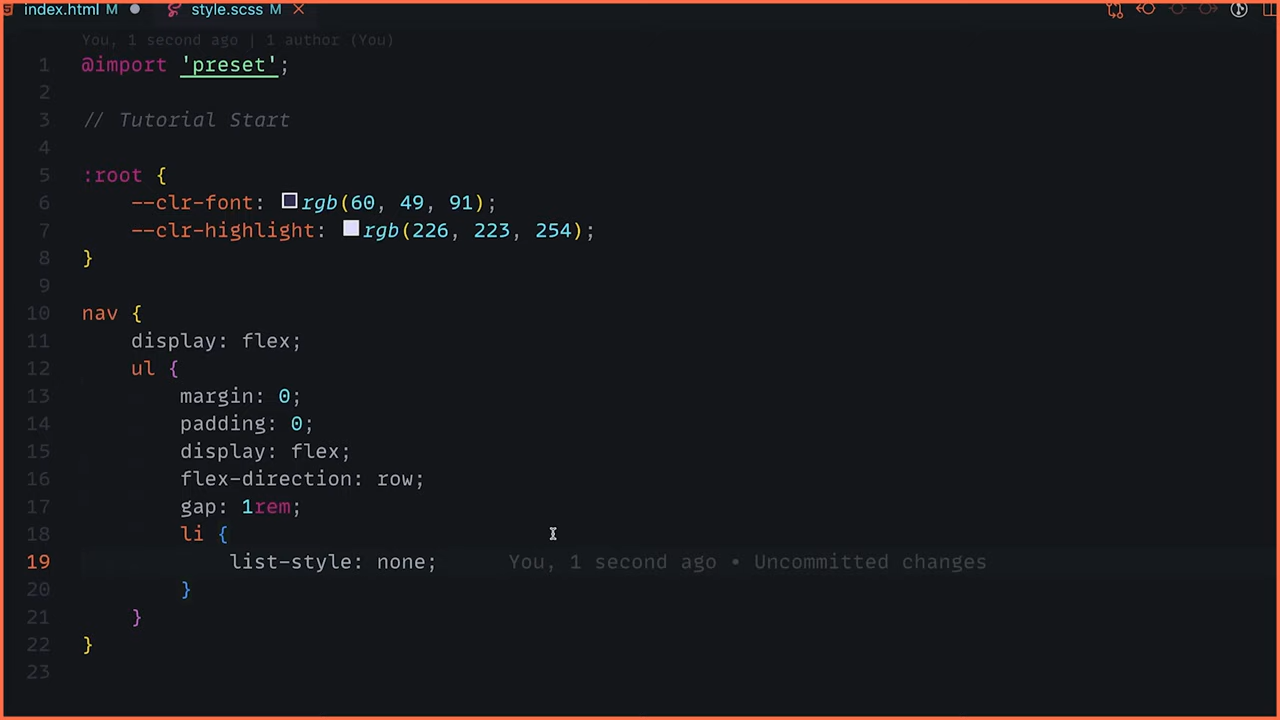 index.html M style.scss M
You, 1 second ago | 1 author (You)
1 @import 'preset';
2
3 // Tutorial Start
4
5 :root {
6 --clr-font: rgb(60, 49, 91);
7 --clr-highlight: rgb(226, 223, 254);
8 }
9
10 nav {
11 display: flex;
12 ul {
13 margin: 0;
14 padding: 0;
15 display: flex;
16 flex-direction: row;
17 gap: 1rem;
18 li {
19 list-style: none; You, 1 second ago • Uncommitted changes
20 }
21 }
22 }
23